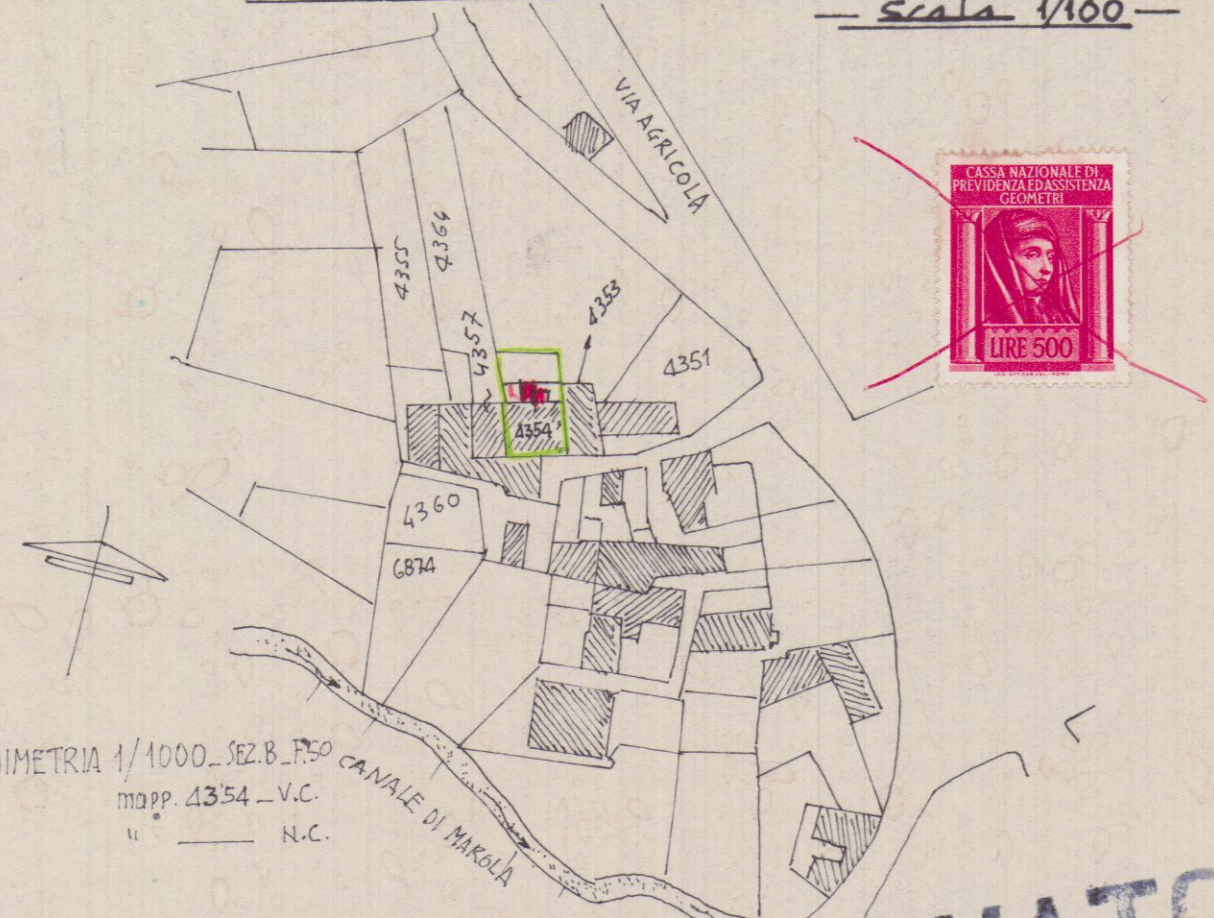 Scala 1/100
VIA AGRICOLA
CASSA NAZIONALE DI
PREVIDENZA ED ASSISTENZA
GEOMETRI
LIRE 500
4355
4364
4357
4353
4351
4354
4360
6874
IMETRIA 1/1000_SEZ.B_F.50
mapp. 4354_V.C.
" ____ N.C.
CANALE DI MARGLA